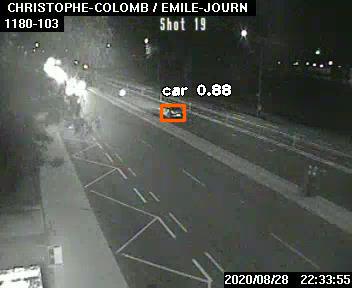 CHRISTOPHE-COLOMB / EMILE-JOURN
1180-103
Shot 19
car 0.88
2020/08/28 22:33:55